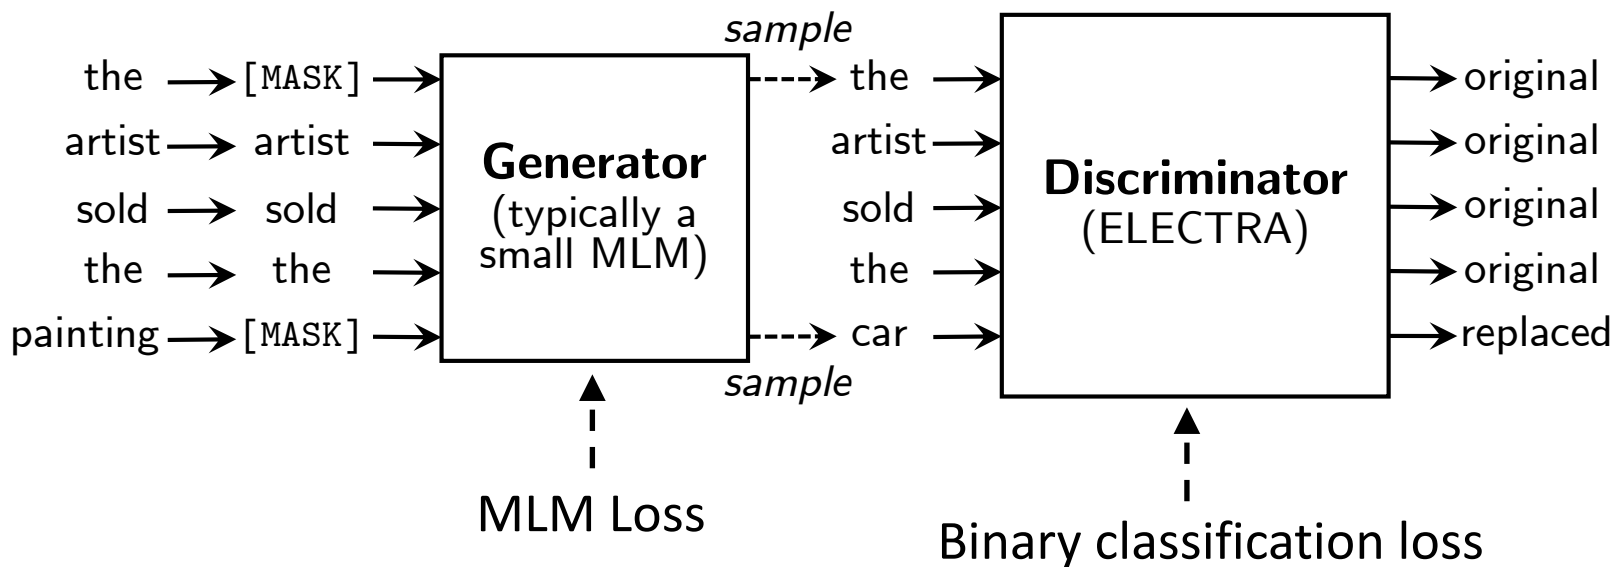 sample
the [MASK] the original
artist artist artist original
Generator
(typically a
small MLM)
Discriminator
(ELECTRA)
sold sold sold original
the the the original
painting [MASK] car replaced
sample
MLM Loss
Binary classification loss